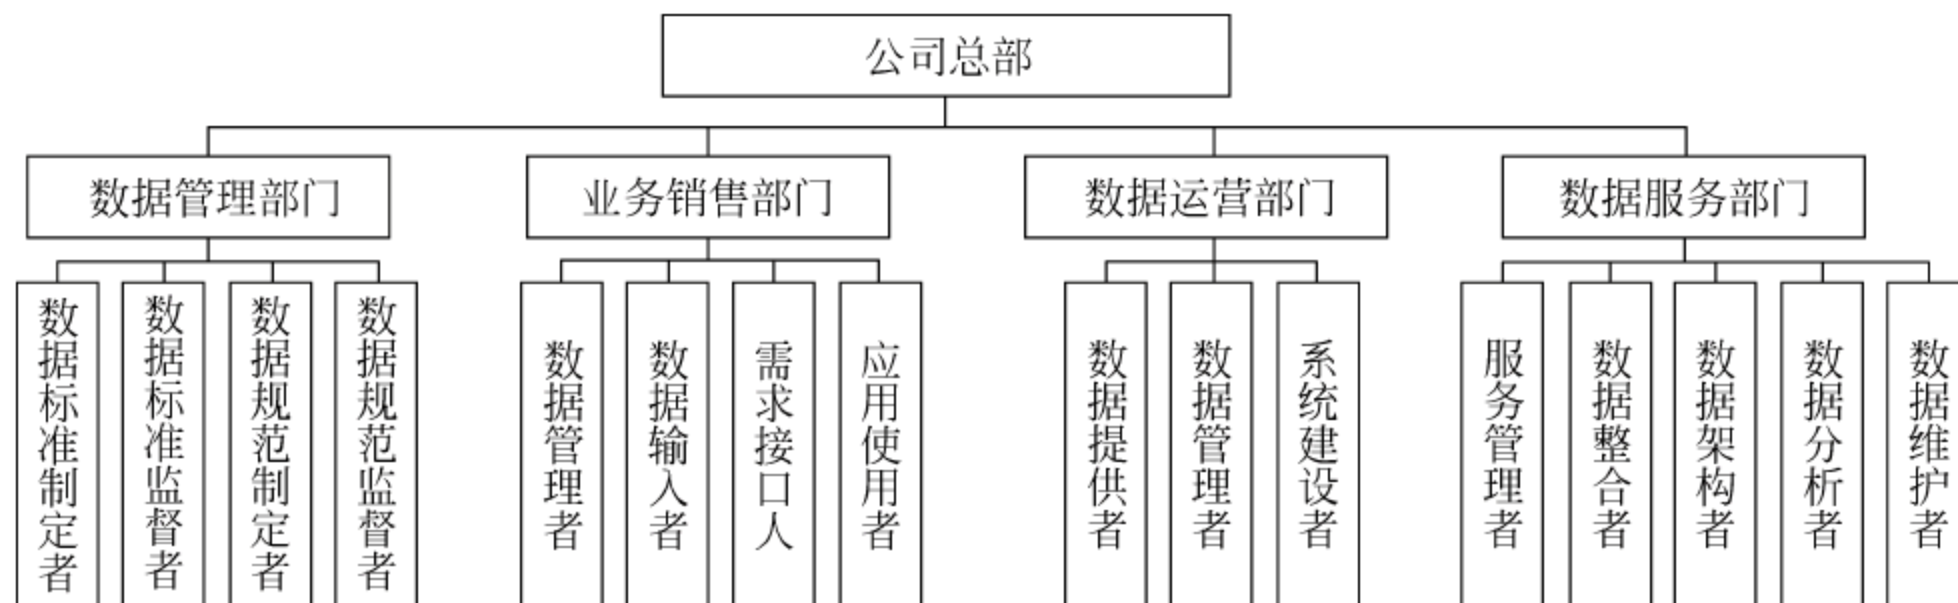 公司总部
数据管理部门
业务销售部门
数据运营部门
数据服务部门
数据标准制定者
数据标准监督者
数据规范制定者
数据规范监督者
数据管理者
数据输入者
需求接口人
应用使用者
数据提供者
数据管理者
系统建设者
服务管理者
数据整合者
数据架构者
数据分析者
数据维护者